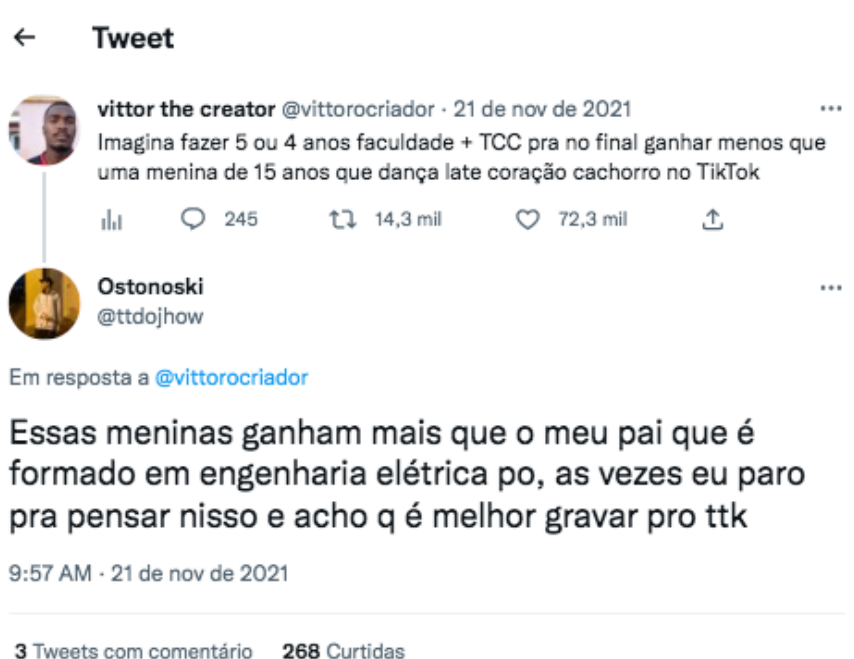 Tweet
vittor the creator @vittorocriador · 21 de nov de 2021
Imagina fazer 5 ou 4 anos faculdade + TCC pra no final ganhar menos que
uma menina de 15 anos que dança late coração cachorro no TikTok
245 14,3 mil 72,3 mil
Ostonoski
@ttdojhow
Em resposta a @vittorocriador
Essas meninas ganham mais que o meu pai que é
formado em engenharia elétrica po, as vezes eu paro
pra pensar nisso e acho q é melhor gravar pro ttk
9:57 AM · 21 de nov de 2021
3 Tweets com comentário 268 Curtidas